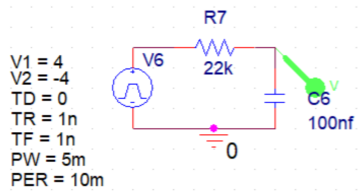 R7
V1 = 4
V6
V2 = -4
22k
V
TD = 0
C6
TR = 1n
100nf
TF = 1n
0
PW = 5m
PER = 10m